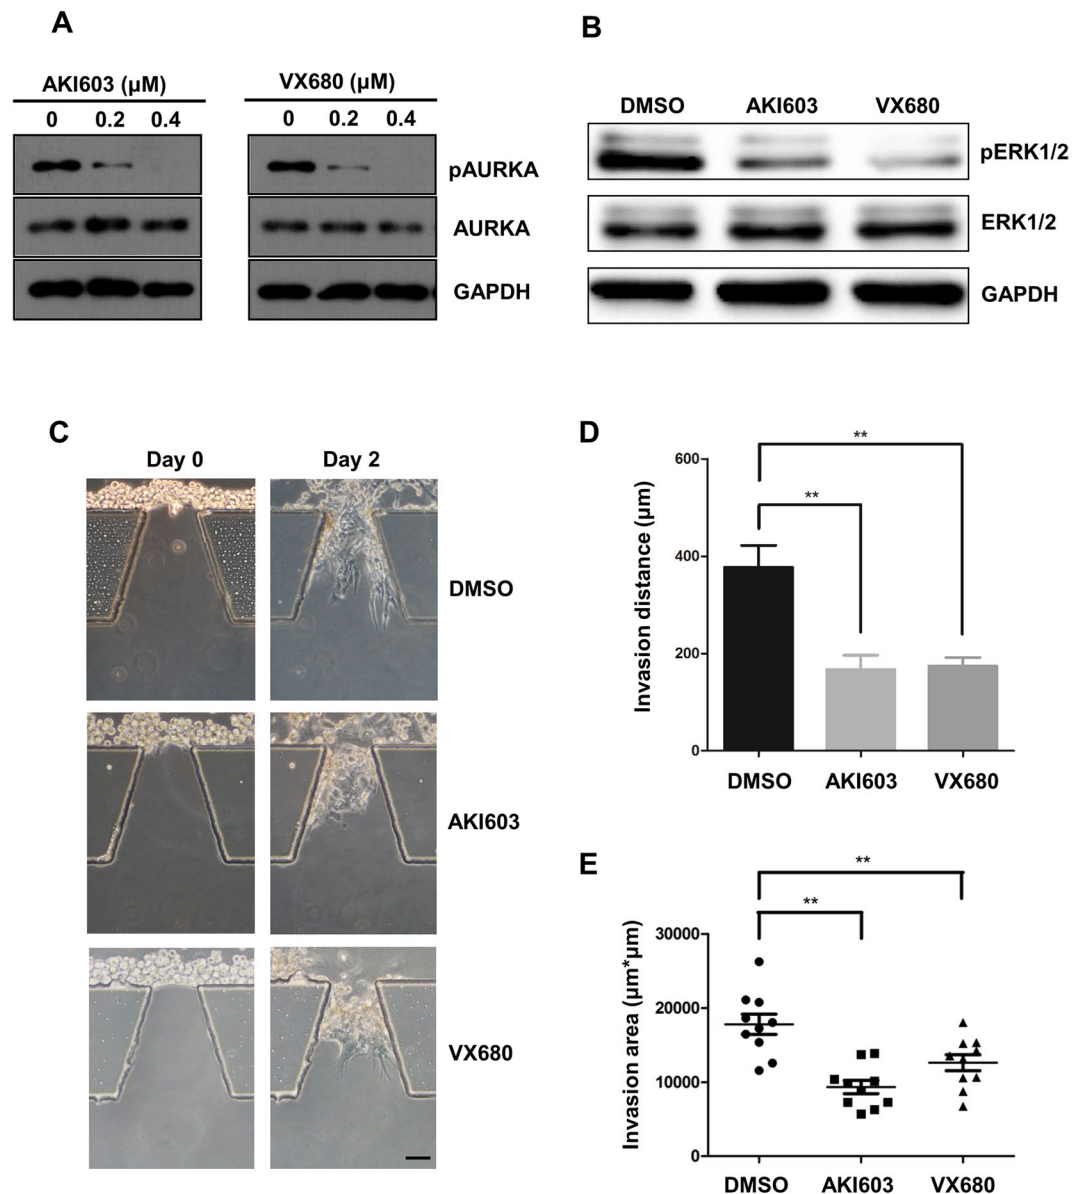 A
AKI603 (µM)
0 0.2 0.4
VX680 (µM)
0 0.2 0.4
pAURKA
AURKA
GAPDH
B
DMSO AKI603 VX680
pERK1/2
ERK1/2
GAPDH
C
Day 0 Day 2
DMSO
AKI603
VX680
D
**
**
Invasion distance (µm)
600
400
200
0
DMSO AKI603 VX680
E
**
**
Invasion area (µm*µm)
30000
20000
10000
0
DMSO AKI603 VX680